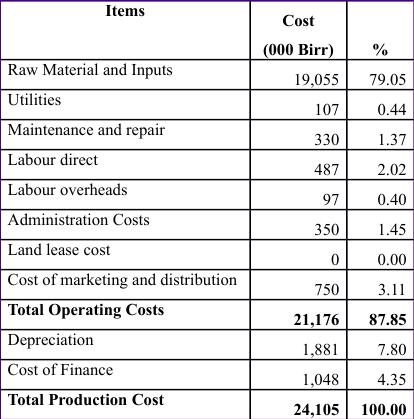 Items Cost
(000 Birr) %
Raw Material and Inputs 19,055 79.05
Utilities 107 0.44
Maintenance and repair 330 1.37
Labour direct 487 2.02
Labour overheads 97 0.40
Administration Costs 350 1.45
Land lease cost 0 0.00
Cost of marketing and distribution 750 3.11
Total Operating Costs 21,176 87.85
Depreciation 1,881 7.80
Cost of Finance 1,048 4.35
Total Production Cost 24,105 100.00